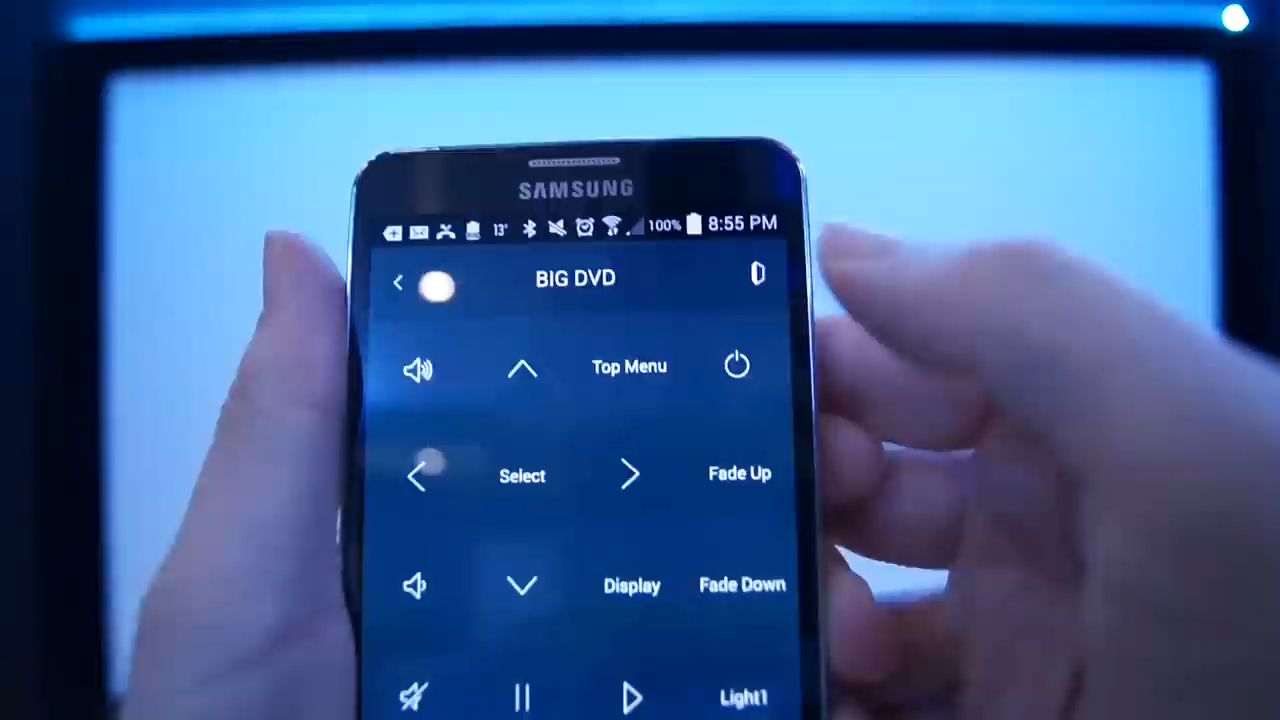 SAMSUNG
13° 100% 8:55 PM
BIG DVD
Top Menu
Select Fade Up
Display Fade Down
Light1